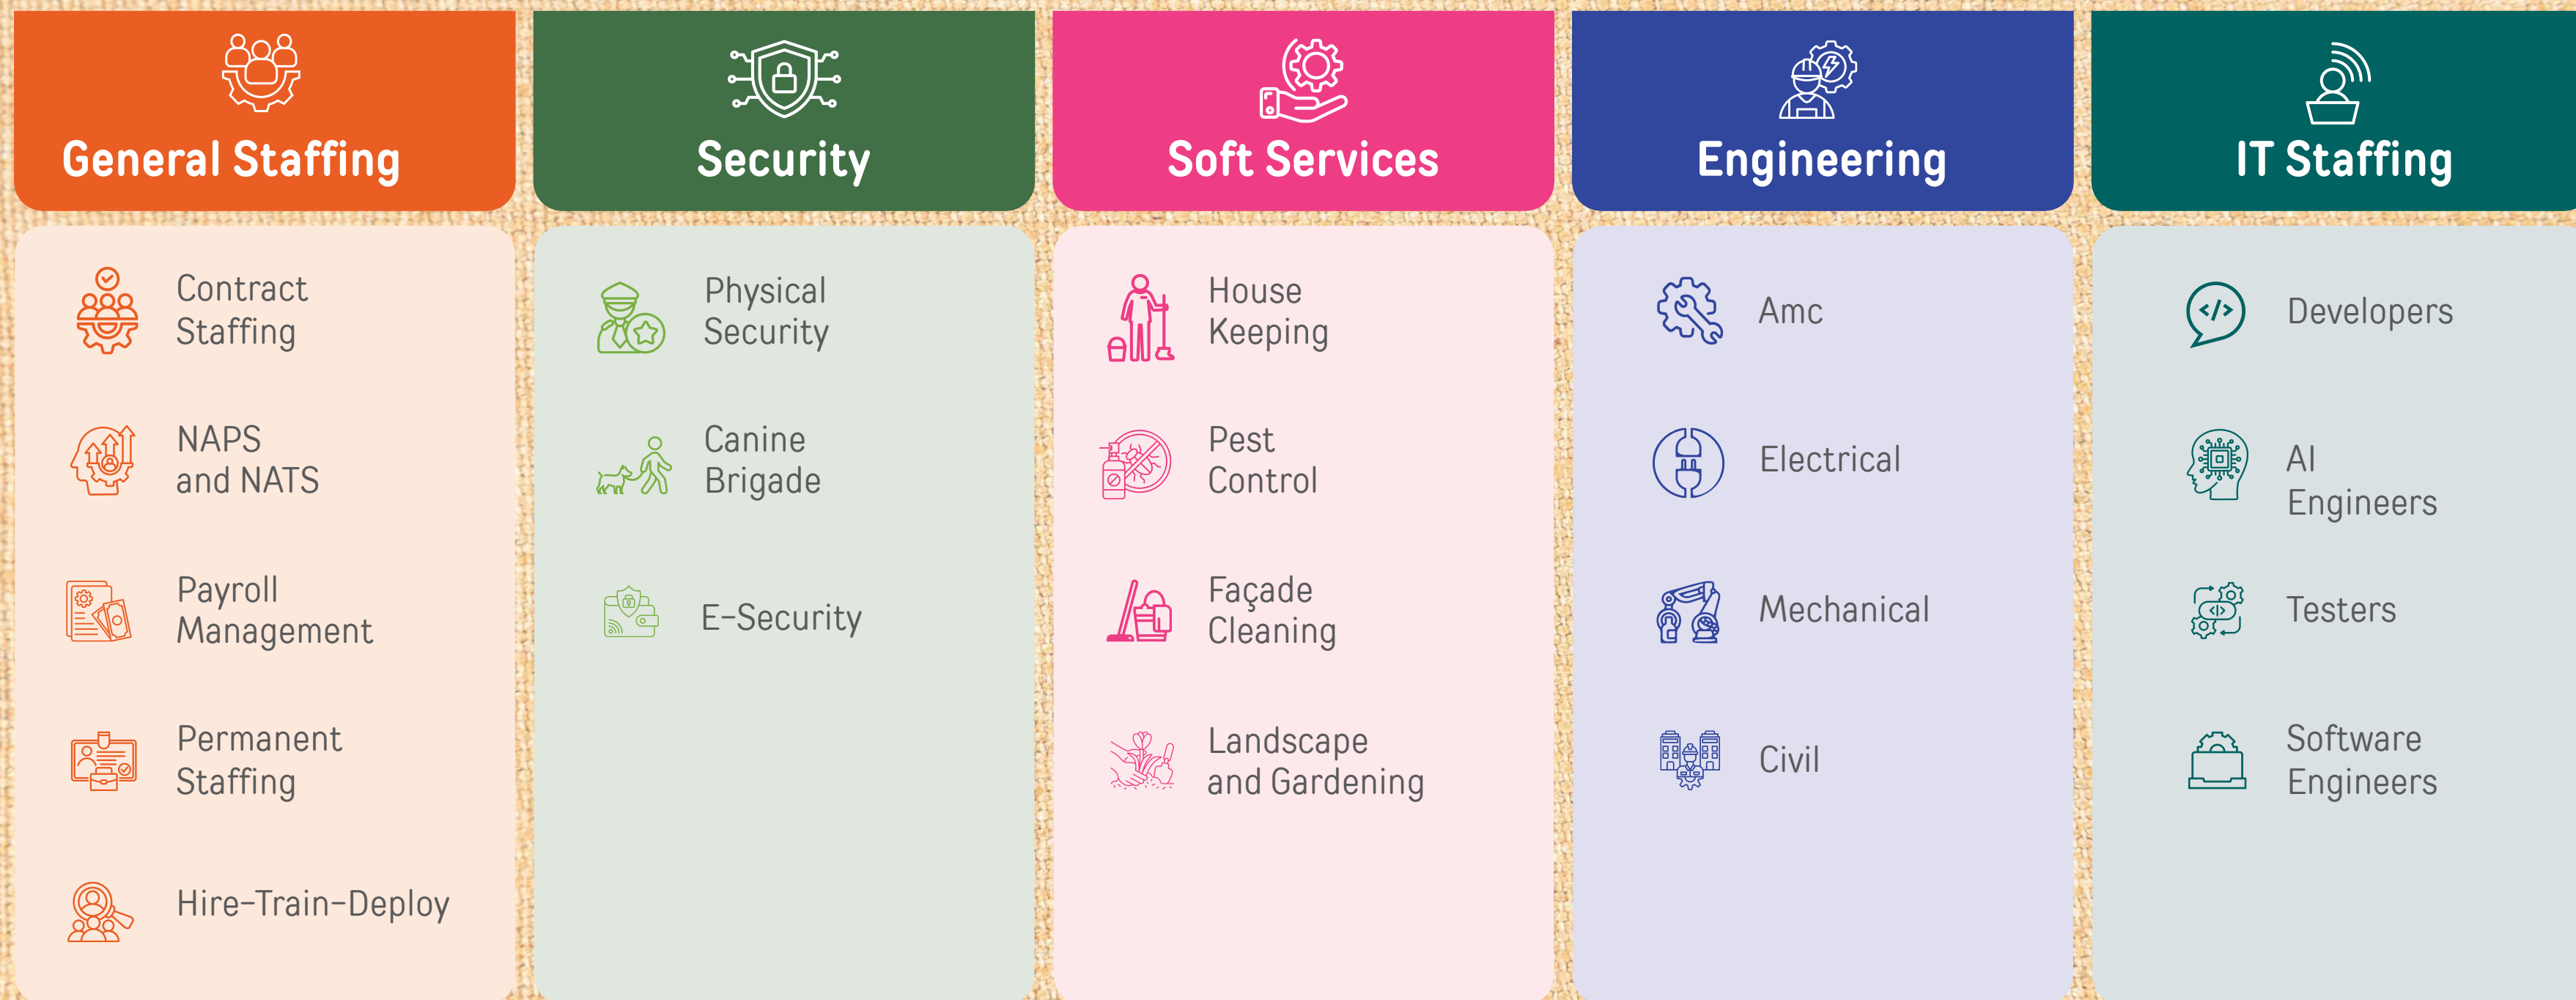 General Staffing
Contract
Staffing
NAPS
and NATS
Payroll
Management
Permanent
Staffing
Hire-Train-Deploy
Security
Physical
Security
Canine
Brigade
E-Security
Soft Services
House
Keeping
Pest
Control
Façade
Cleaning
Landscape
and Gardening
Engineering
Amc
Electrical
Mechanical
Civil
IT Staffing
Developers
AI
Engineers
Testers
Software
Engineers